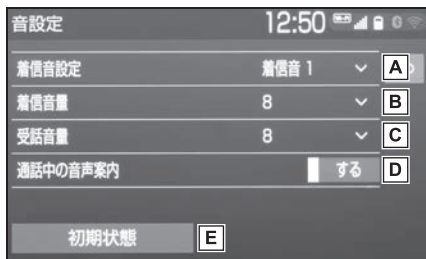 音設定 12:50
着信音設定 着信音 1 A
着信音量 8 B
受話音量 8 C
通話中の音声案内 する D
初期状態 E